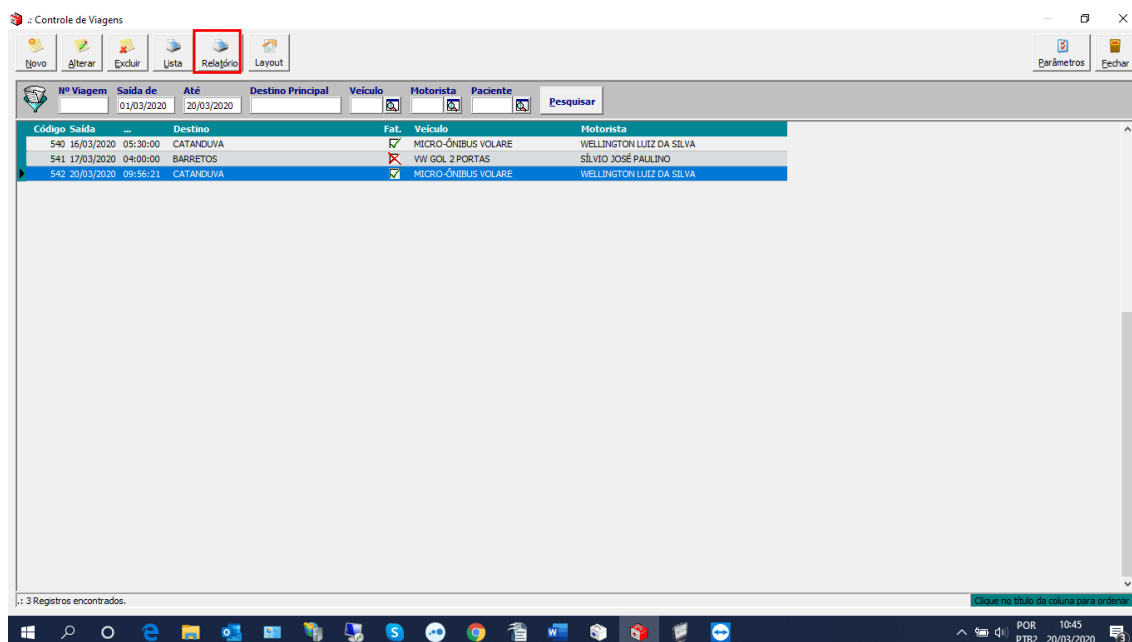 .: Controle de Viagens
Novo Alterar Excluir Lista Relatório Layout Parâmetros Fechar
Nº Viagem Saída de Até Destino Principal Veículo Motorista Paciente
01/03/2020 20/03/2020 Pesquisar
Código Saída ... Destino Fat. Veículo Motorista
540 16/03/2020 05:30:00 CATANDUVA MICRO-ÔNIBUS VOLARE WELLINGTON LUIZ DA SILVA
541 17/03/2020 04:00:00 BARRETOS VW GOL 2 PORTAS SÍLVIO JOSÉ PAULINO
542 20/03/2020 09:56:21 CATANDUVA MICRO-ÔNIBUS VOLARE WELLINGTON LUIZ DA SILVA
.: 3 Registros encontrados. Clique no título da coluna para ordenar
POR 10:45
PTB2 20/03/2020